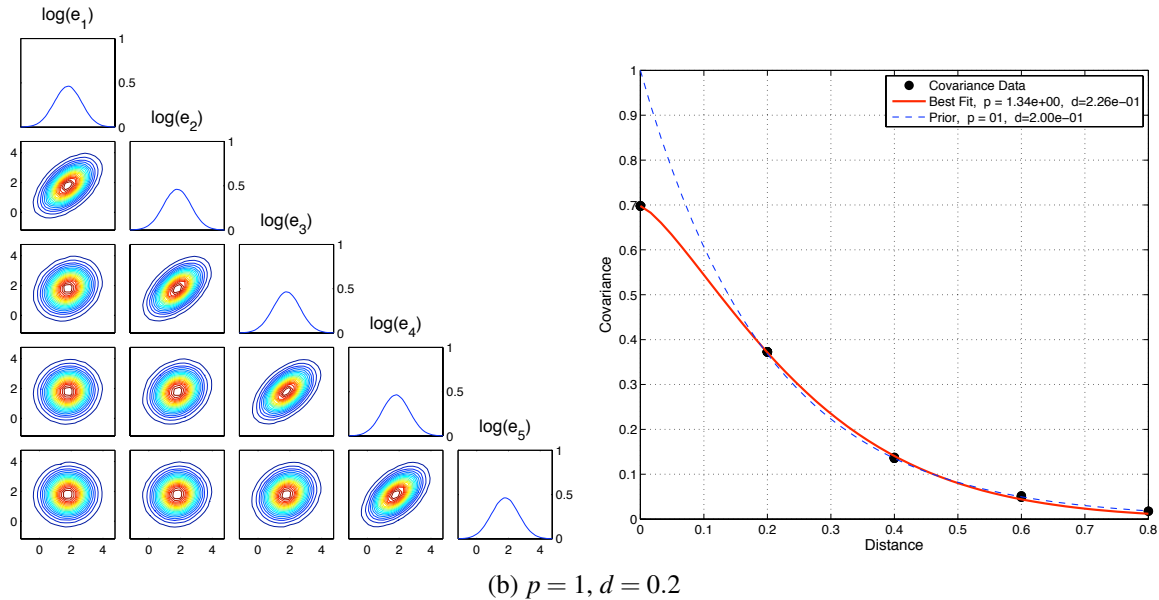 log(e1)
1
0.5
0
log(e2)
4
2
0
1
0.5
0
log(e3)
4
2
0
1
0.5
0
log(e4)
4
2
0
1
0.5
0
log(e5)
4
2
0
1
0.5
0
0 2 4
0 2 4
0 2 4
0 2 4
0 2 4
1
0.9
0.8
0.7
0.6
0.5
0.4
0.3
0.2
0.1
0
Covariance
Covariance Data
Best Fit, p = 1.34e+00, d=2.26e−01
Prior, p = 01, d=2.00e−01
0 0.1 0.2 0.3 0.4 0.5 0.6 0.7 0.8
Distance
(b) p = 1, d = 0.2